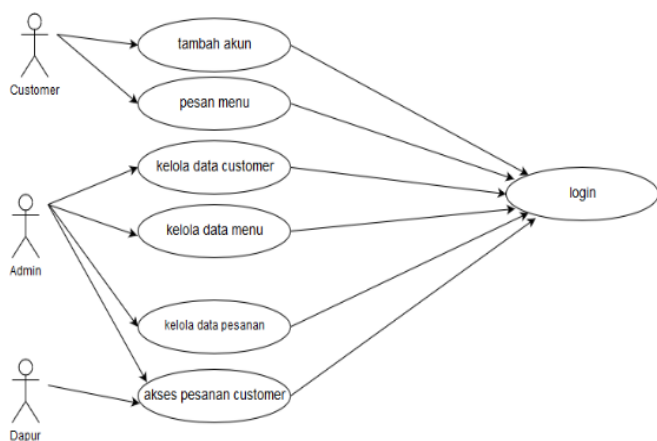 tambah akun
Customer
pesan menu
kelola data customer
login
kelola data menu
Admin
kelola data pesanan
akses pesanan customer
Dapur